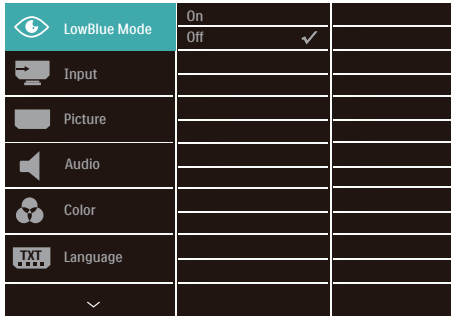 LowBlue Mode
On
Off
Input
Picture
Audio
Color
TXT
Language